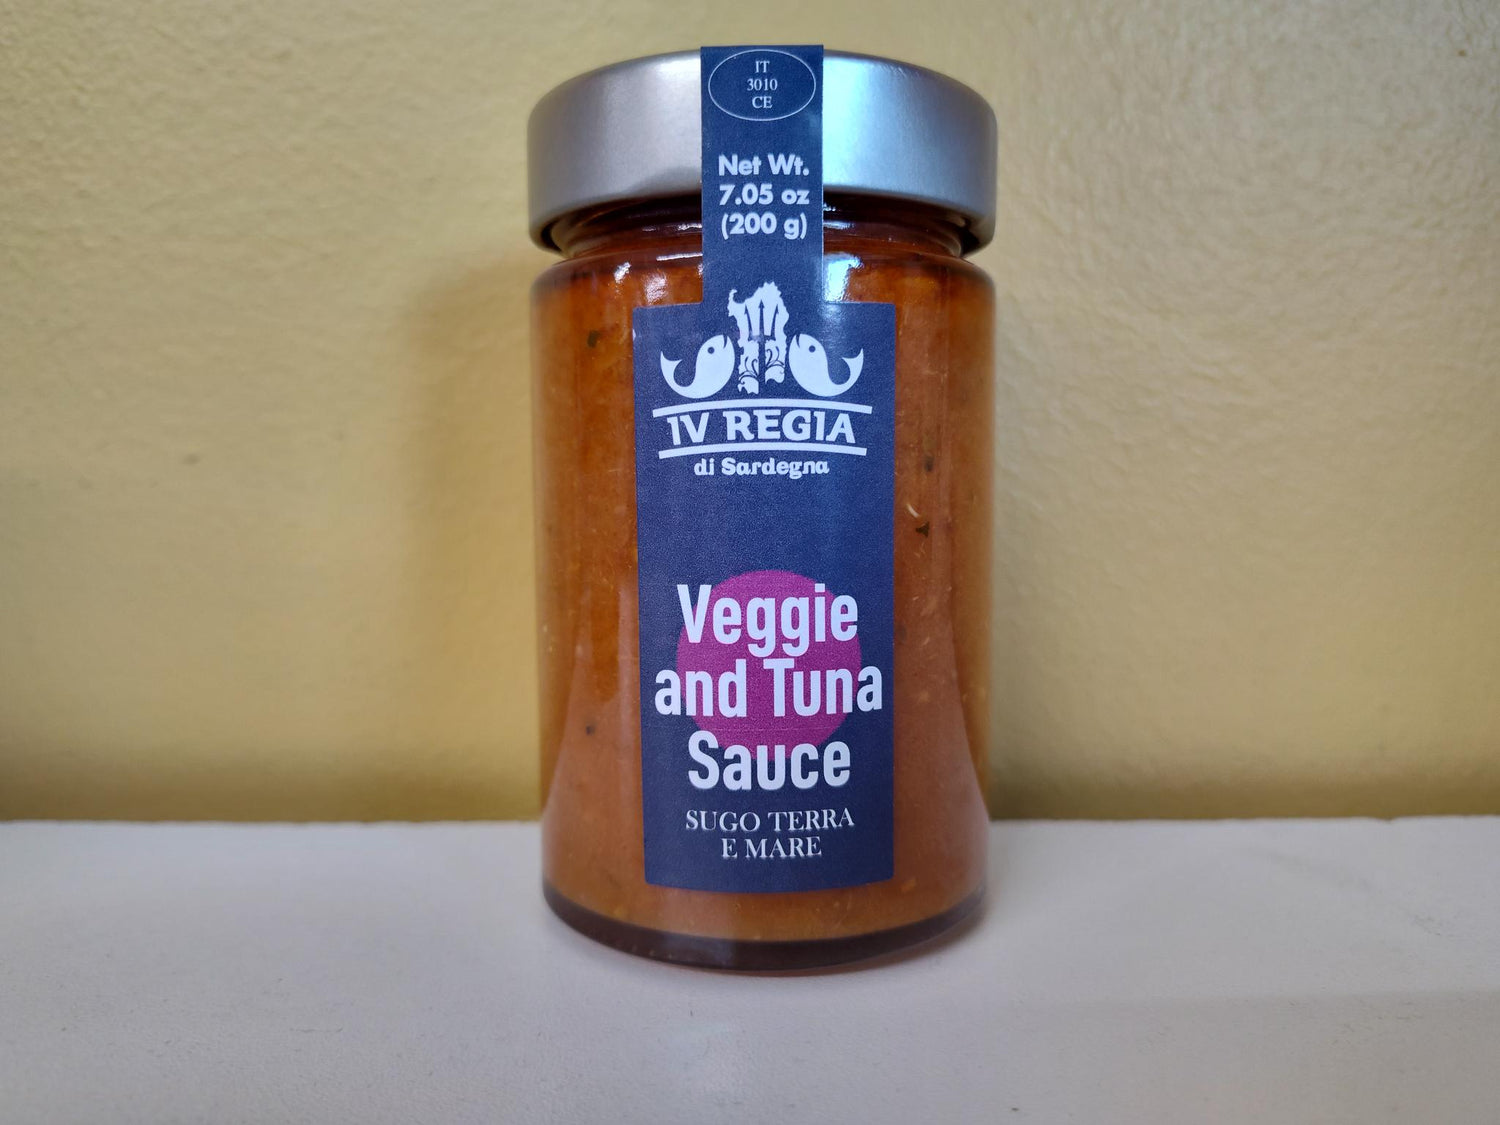 IT
3010
CE
Net Wt.
7.05 oz
(200 g)
IV REGIA
di Sardegna
Veggie
and Tuna
Sauce
SUGO TERRA
E MARE